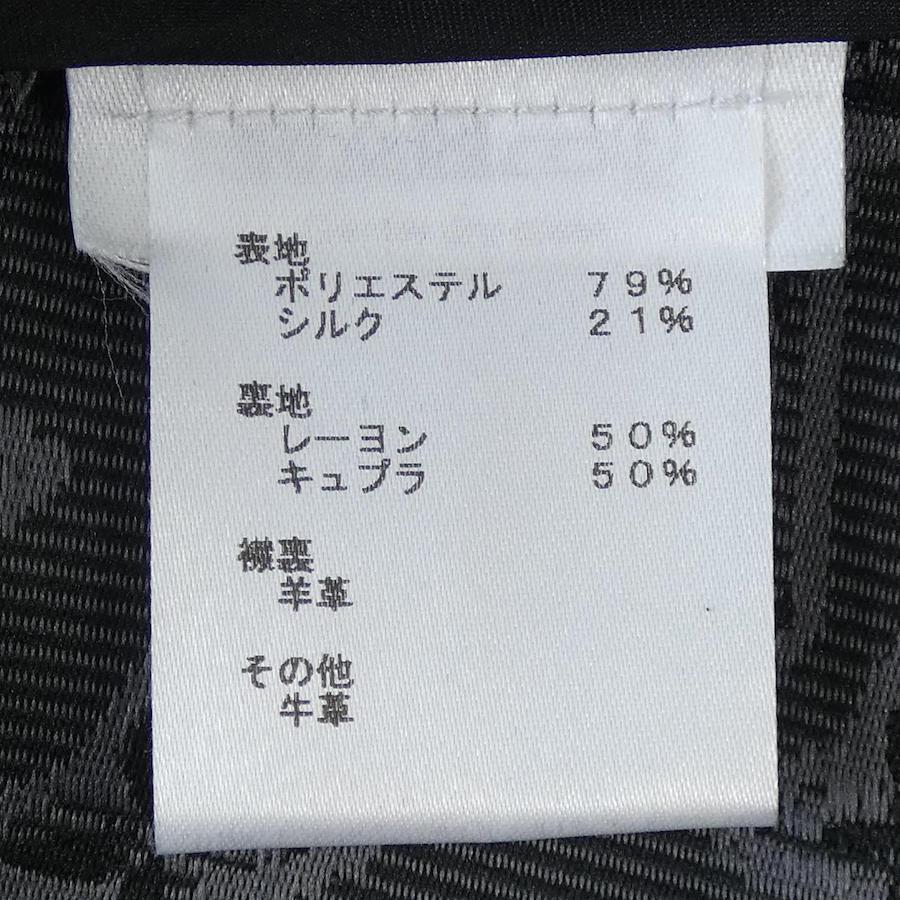 表地
ポリエステル 79%
シルク 21%
裏地
レーヨン 50%
キュプラ 50%
襟裏
羊革
その他
牛革